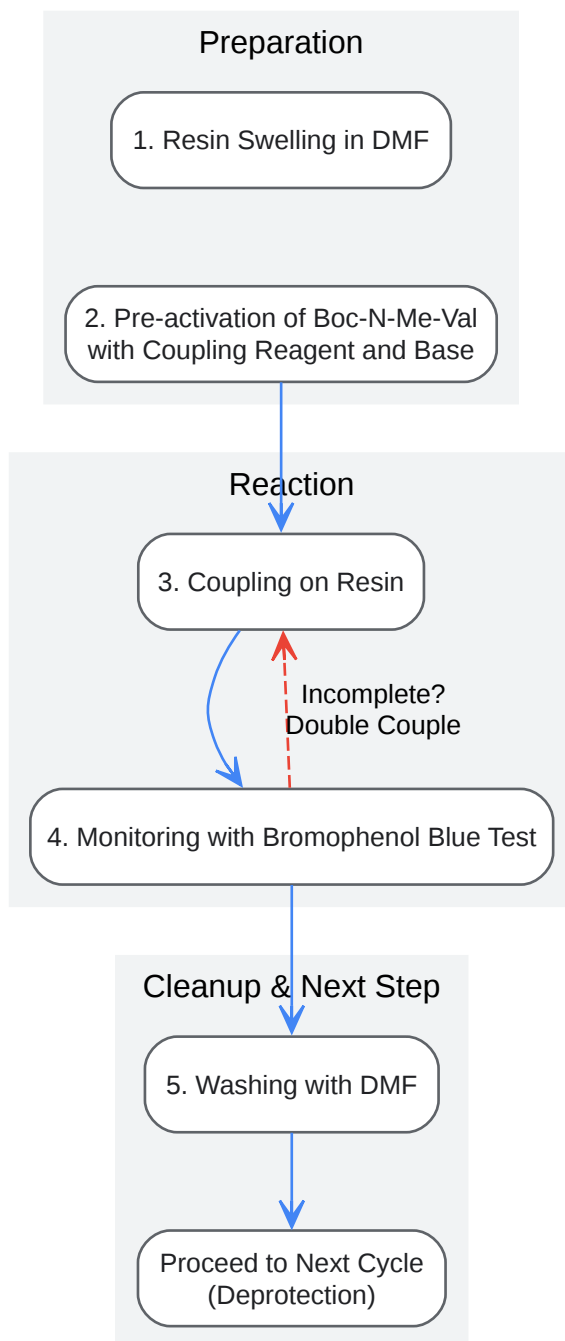 Preparation
1. Resin Swelling in DMF
2. Pre-activation of Boc-N-Me-Val
with Coupling Reagent and Base
Reaction
3. Coupling on Resin
Incomplete?
Double Couple
4. Monitoring with Bromophenol Blue Test
Cleanup & Next Step
5. Washing with DMF
Proceed to Next Cycle
(Deprotection)